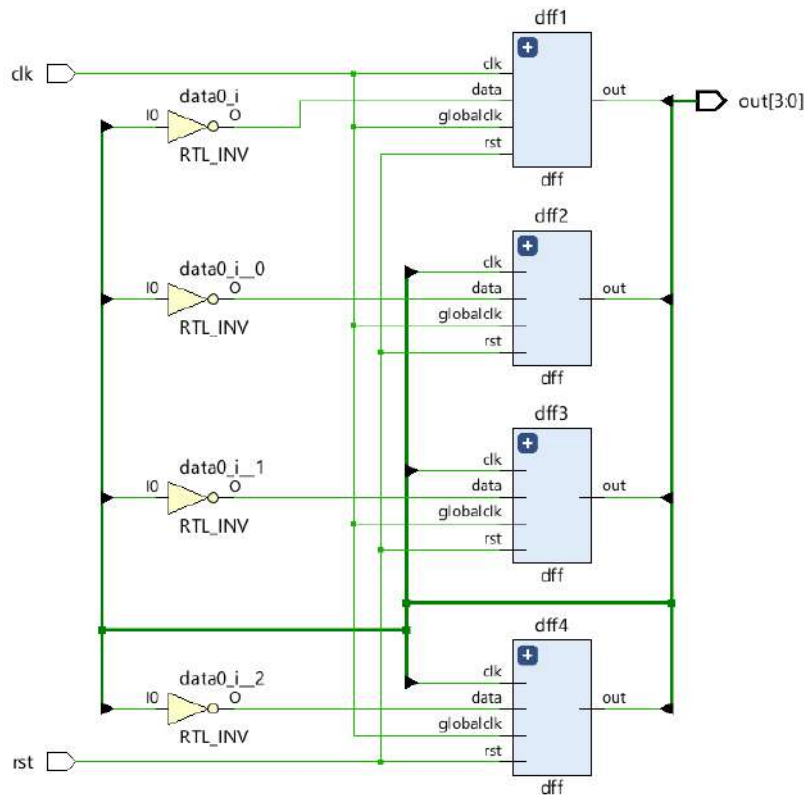 dff1
clk
clk
data0_i
data
out
out[3:0]
I0
O
globalclk
RTL_INV
rst
dff
dff2
data0_i__0
clk
I0
O
data
out
RTL_INV
globalclk
rst
dff
dff3
data0_i__1
clk
I0
O
data
out
RTL_INV
globalclk
rst
dff
dff4
data0_i__2
clk
I0
O
data
out
RTL_INV
globalclk
rst
rst
dff